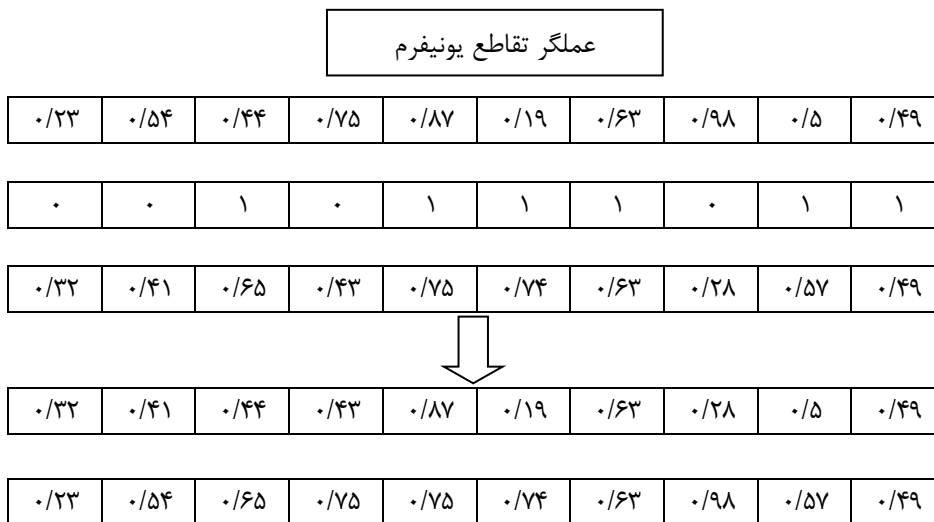 عملگر تقاطع یونیفرم
۰/۲۳ ۰/۵۴ ۰/۴۴ ۰/۷۵ ۰/۸۷ ۰/۱۹ ۰/۶۳ ۰/۹۸ ۰/۵ ۰/۴۹
۰ ۰ ۱ ۰ ۱ ۱ ۱ ۰ ۱ ۱
۰/۳۲ ۰/۴۱ ۰/۶۵ ۰/۴۳ ۰/۷۵ ۰/۷۴ ۰/۶۳ ۰/۲۸ ۰/۵۷ ۰/۴۹
۰/۳۲ ۰/۴۱ ۰/۴۴ ۰/۴۳ ۰/۸۷ ۰/۱۹ ۰/۶۳ ۰/۲۸ ۰/۵ ۰/۴۹
۰/۲۳ ۰/۵۴ ۰/۶۵ ۰/۷۵ ۰/۷۵ ۰/۷۴ ۰/۶۳ ۰/۹۸ ۰/۵۷ ۰/۴۹